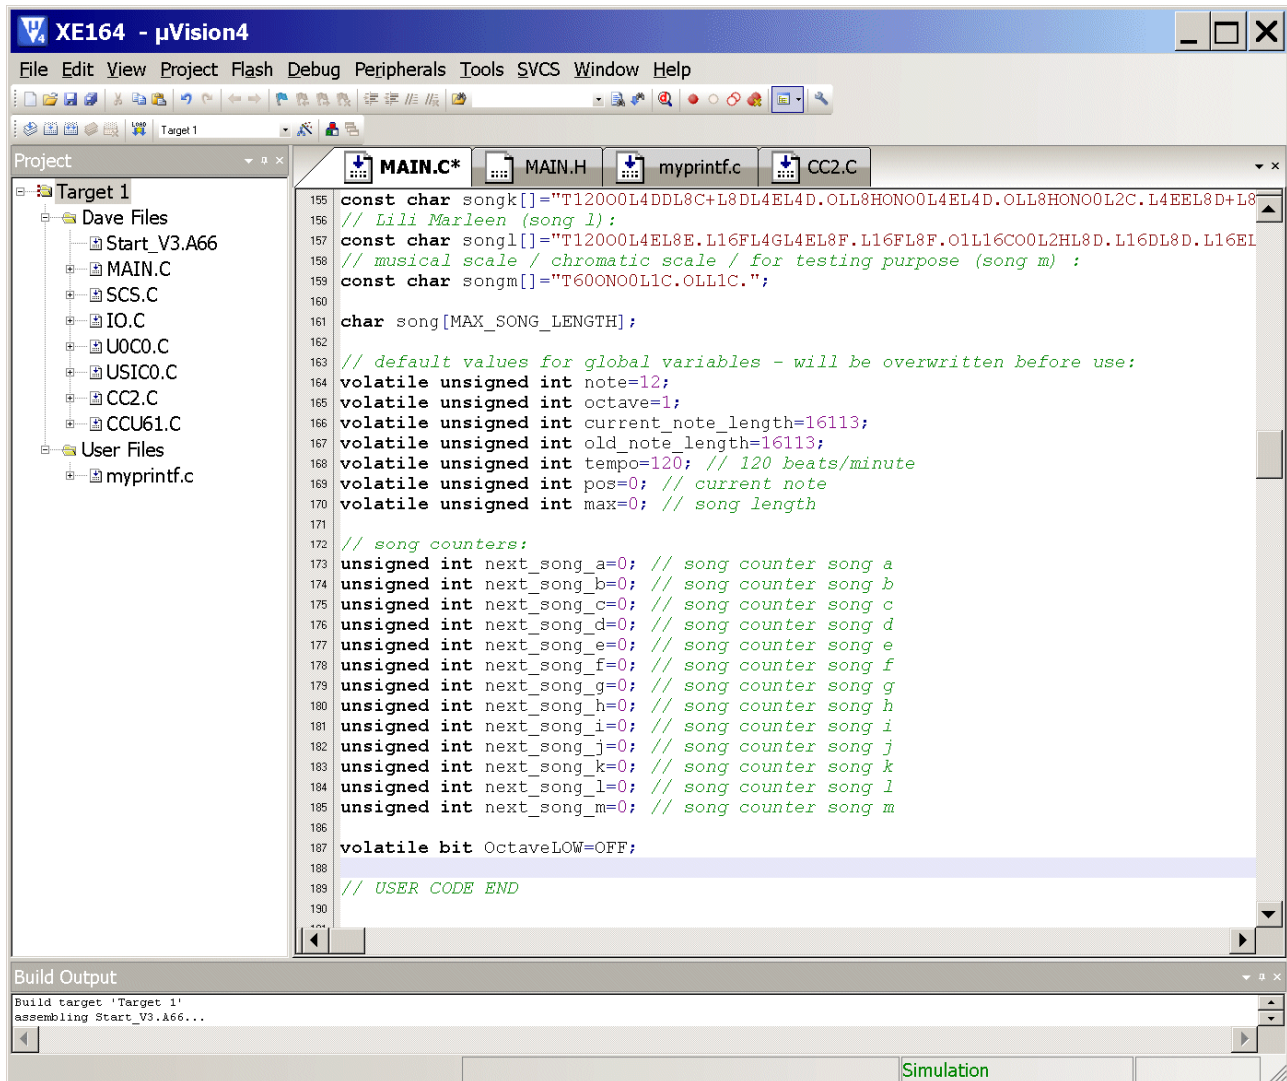 XE164 - µVision4
File Edit View Project Flash Debug Peripherals Tools SVCS Window Help
Target 1
Project
MAIN.C* MAIN.H myprintf.c CC2.C
Target 1
Dave Files
Start_V3.A66
MAIN.C
SCS.C
IO.C
U0C0.C
USIC0.C
CC2.C
CCU61.C
User Files
myprintf.c
155 const char songk[]="T120O0L4DDL8C+L8DL4EL4D.OLL8HONO0L4EL4D.OLL8HONO0L2C.L4EEL8D+L8
156 // Lili Marleen (song l):
157 const char songl[]="T120O0L4EL8E.L16FL4GL4EL8F.L16FL8F.O1L16CO0L2HL8D.L16DL8D.L16EL
158 // musical scale / chromatic scale / for testing purpose (song m) :
159 const char songm[]="T60ONO0L1C.OLL1C.";
160
161 char song[MAX_SONG_LENGTH];
162
163 // default values for global variables - will be overwritten before use:
164 volatile unsigned int note=12;
165 volatile unsigned int octave=1;
166 volatile unsigned int current_note_length=16113;
167 volatile unsigned int old_note_length=16113;
168 volatile unsigned int tempo=120; // 120 beats/minute
169 volatile unsigned int pos=0; // current note
170 volatile unsigned int max=0; // song length
171
172 // song counters:
173 unsigned int next_song_a=0; // song counter song a
174 unsigned int next_song_b=0; // song counter song b
175 unsigned int next_song_c=0; // song counter song c
176 unsigned int next_song_d=0; // song counter song d
177 unsigned int next_song_e=0; // song counter song e
178 unsigned int next_song_f=0; // song counter song f
179 unsigned int next_song_g=0; // song counter song g
180 unsigned int next_song_h=0; // song counter song h
181 unsigned int next_song_i=0; // song counter song i
182 unsigned int next_song_j=0; // song counter song j
183 unsigned int next_song_k=0; // song counter song k
184 unsigned int next_song_l=0; // song counter song l
185 unsigned int next_song_m=0; // song counter song m
186
187 volatile bit OctaveLOW=OFF;
188
189 // USER CODE END
190
Build Output
Build target 'Target 1'
assembling Start_V3.A66...
Simulation